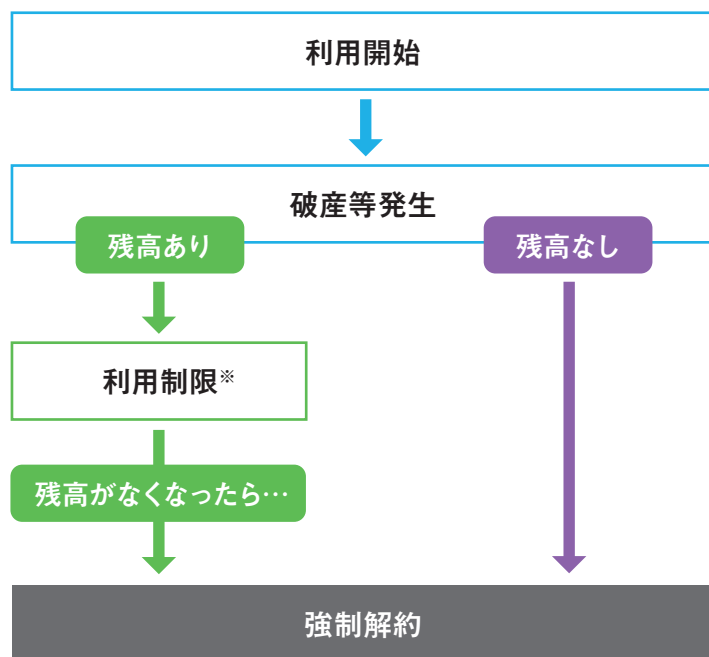 利用開始
破産等発生
残高あり
残高なし
利用制限※
残高がなくなったら…
強制解約